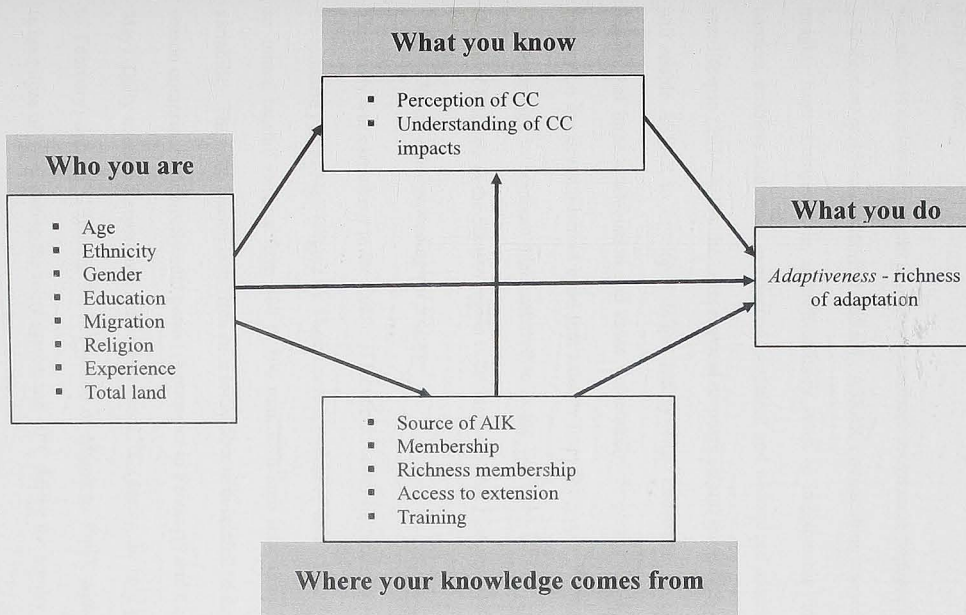 What you know
▪ Perception of CC
▪ Understanding of CC
impacts
Who you are
▪ Age
▪ Ethnicity
▪ Gender
▪ Education
▪ Migration
▪ Religion
▪ Experience
▪ Total land
What you do
Adaptiveness - richness
of adaptation
▪ Source of AIK
▪ Membership
▪ Richness membership
▪ Access to extension
▪ Training
Where your knowledge comes from